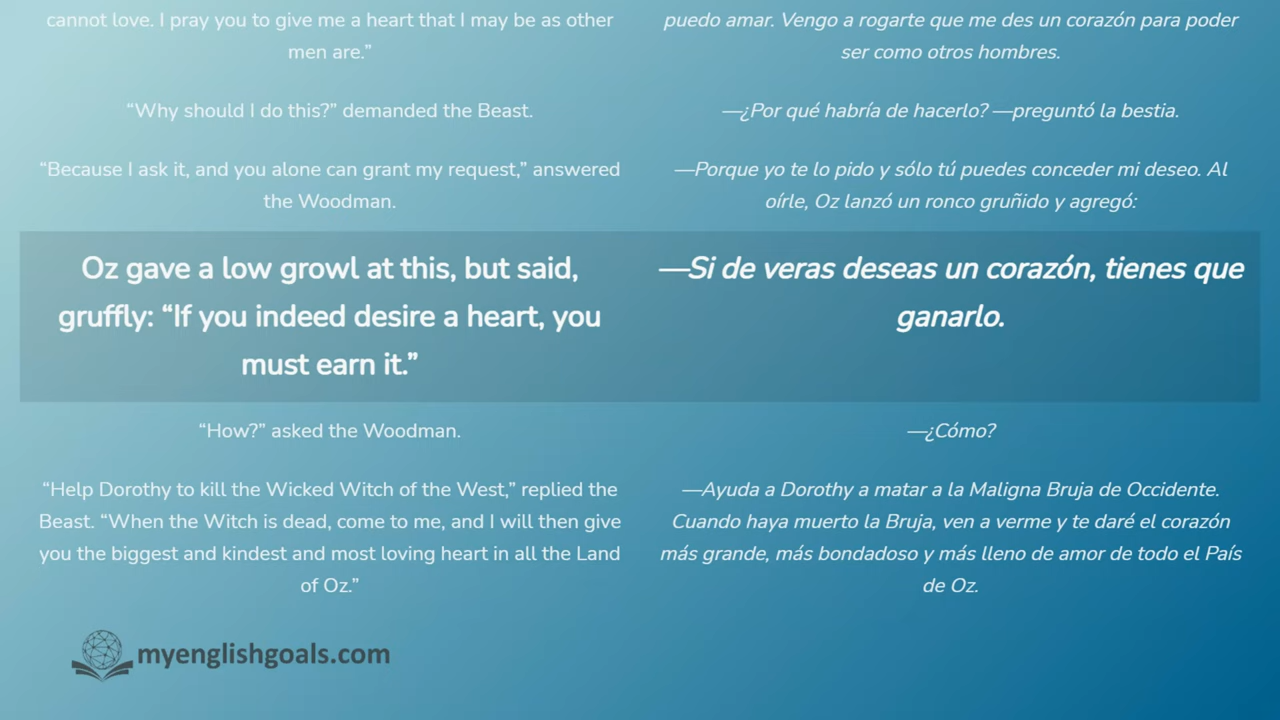 cannot love. I pray you to give me a heart that I may be as other
men are.”
“Why should I do this?” demanded the Beast.
“Because I ask it, and you alone can grant my request,” answered
the Woodman.
Oz gave a low growl at this, but said,
gruffly: “If you indeed desire a heart, you
must earn it.”
“How?” asked the Woodman.
“Help Dorothy to kill the Wicked Witch of the West,” replied the
Beast. “When the Witch is dead, come to me, and I will then give
you the biggest and kindest and most loving heart in all the Land
of Oz.”
puedo amar. Vengo a rogarte que me des un corazón para poder
ser como otros hombres.
—¿Por qué habría de hacerlo? —preguntó la bestia.
—Porque yo te lo pido y sólo tú puedes conceder mi deseo. Al
oírle, Oz lanzó un ronco gruñido y agregó:
—Si de veras deseas un corazón, tienes que
ganarlo.
—¿Cómo?
—Ayuda a Dorothy a matar a la Maligna Bruja de Occidente.
Cuando haya muerto la Bruja, ven a verme y te daré el corazón
más grande, más bondadoso y más lleno de amor de todo el País
de Oz.
myenglishgoals.com